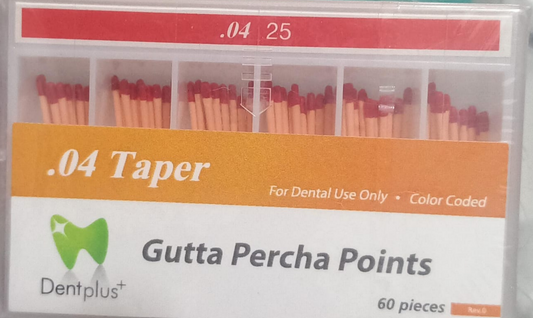 .04 25
.04 Taper
For Dental Use Only • Color Coded
Gutta Percha Points
Dentplus+
60 pieces